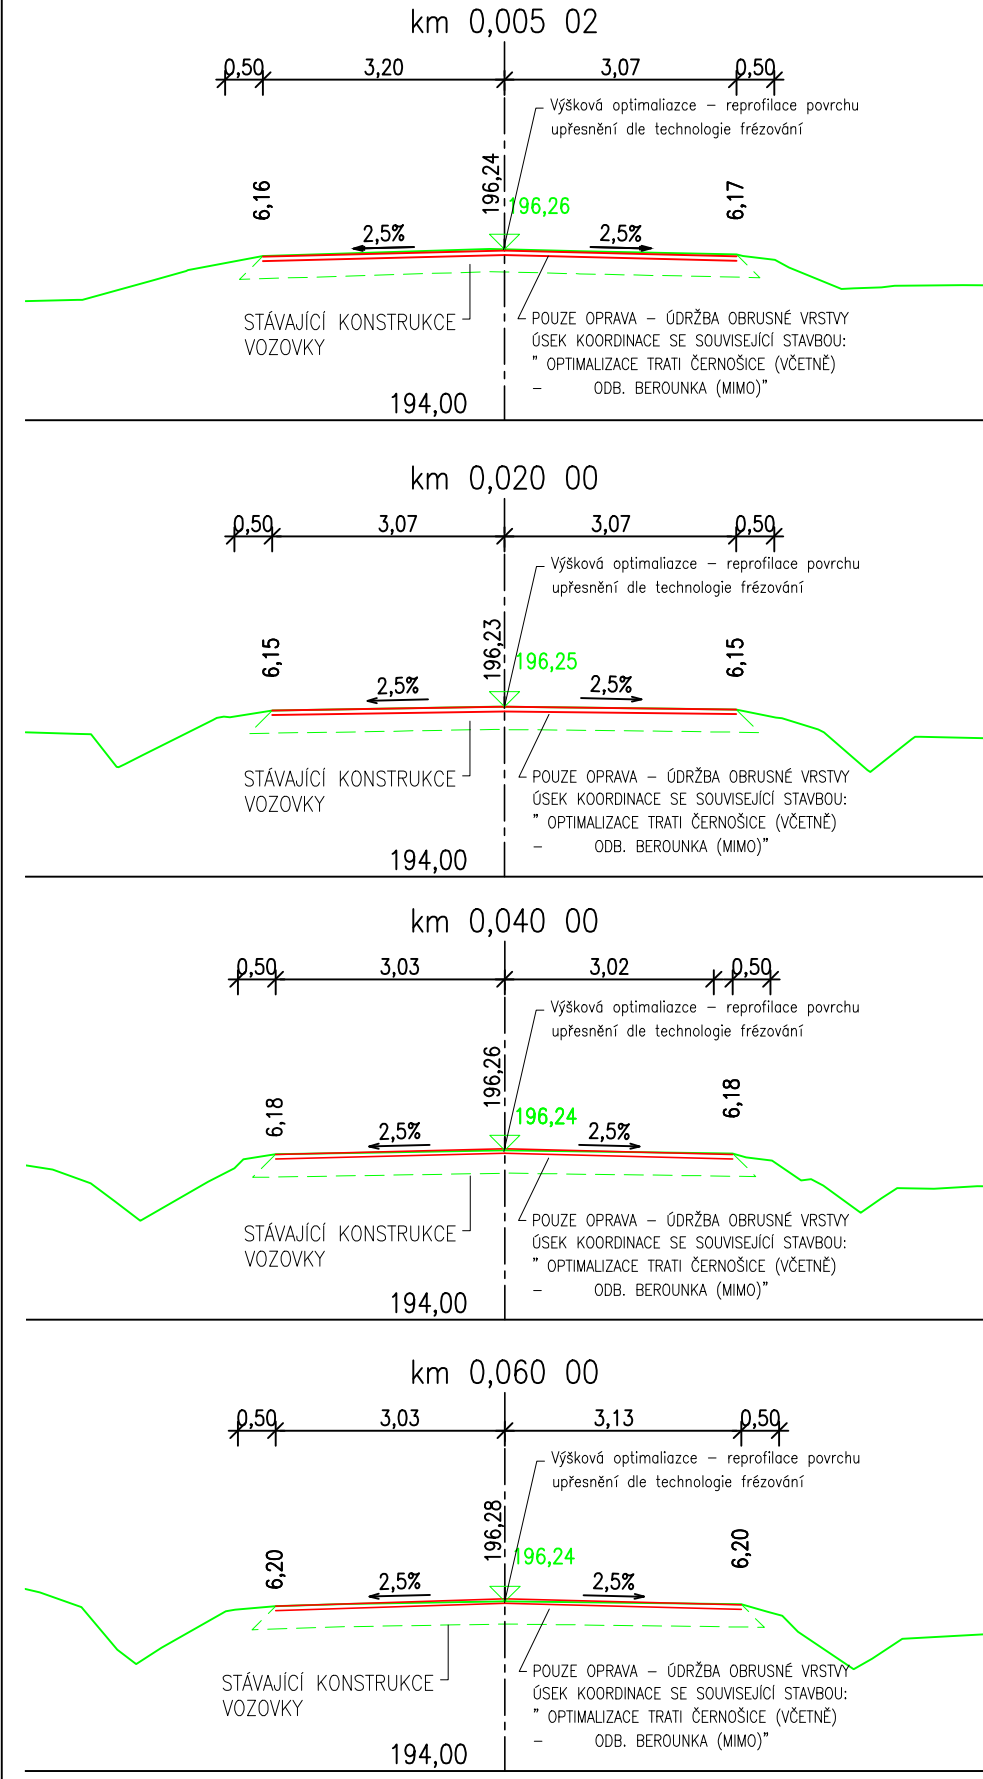 km 0,005 02
0,50 3,20 3,07 0,50
Výšková optimaliazce – reprofilace povrchu
upřesnění dle technologie frézování
6,16
196,24
196,26
6,17
2,5% 2,5%
STÁVAJÍCÍ KONSTRUKCE
VOZOVKY
POUZE OPRAVA – ÚDRŽBA OBRUSNÉ VRSTVY
ÚSEK KOORDINACE SE SOUVISEJÍCÍ STAVBOU:
" OPTIMALIZACE TRATI ČERNOŠICE (VČETNĚ)
– ODB. BEROUNKA (MIMO)"
194,00
km 0,020 00
0,50 3,07 3,07 0,50
Výšková optimaliazce – reprofilace povrchu
upřesnění dle technologie frézování
6,15
196,23
196,25
6,15
2,5% 2,5%
STÁVAJÍCÍ KONSTRUKCE
VOZOVKY
POUZE OPRAVA – ÚDRŽBA OBRUSNÉ VRSTVY
ÚSEK KOORDINACE SE SOUVISEJÍCÍ STAVBOU:
" OPTIMALIZACE TRATI ČERNOŠICE (VČETNĚ)
– ODB. BEROUNKA (MIMO)"
194,00
km 0,040 00
0,50 3,03 3,02 0,50
Výšková optimaliazce – reprofilace povrchu
upřesnění dle technologie frézování
6,18
196,26
196,24
6,18
2,5% 2,5%
STÁVAJÍCÍ KONSTRUKCE
VOZOVKY
POUZE OPRAVA – ÚDRŽBA OBRUSNÉ VRSTVY
ÚSEK KOORDINACE SE SOUVISEJÍCÍ STAVBOU:
" OPTIMALIZACE TRATI ČERNOŠICE (VČETNĚ)
– ODB. BEROUNKA (MIMO)"
194,00
km 0,060 00
0,50 3,03 3,13 0,50
Výšková optimaliazce – reprofilace povrchu
upřesnění dle technologie frézování
6,20
196,28
196,24
6,20
2,5% 2,5%
STÁVAJÍCÍ KONSTRUKCE
VOZOVKY
POUZE OPRAVA – ÚDRŽBA OBRUSNÉ VRSTVY
ÚSEK KOORDINACE SE SOUVISEJÍCÍ STAVBOU:
" OPTIMALIZACE TRATI ČERNOŠICE (VČETNĚ)
– ODB. BEROUNKA (MIMO)"
194,00